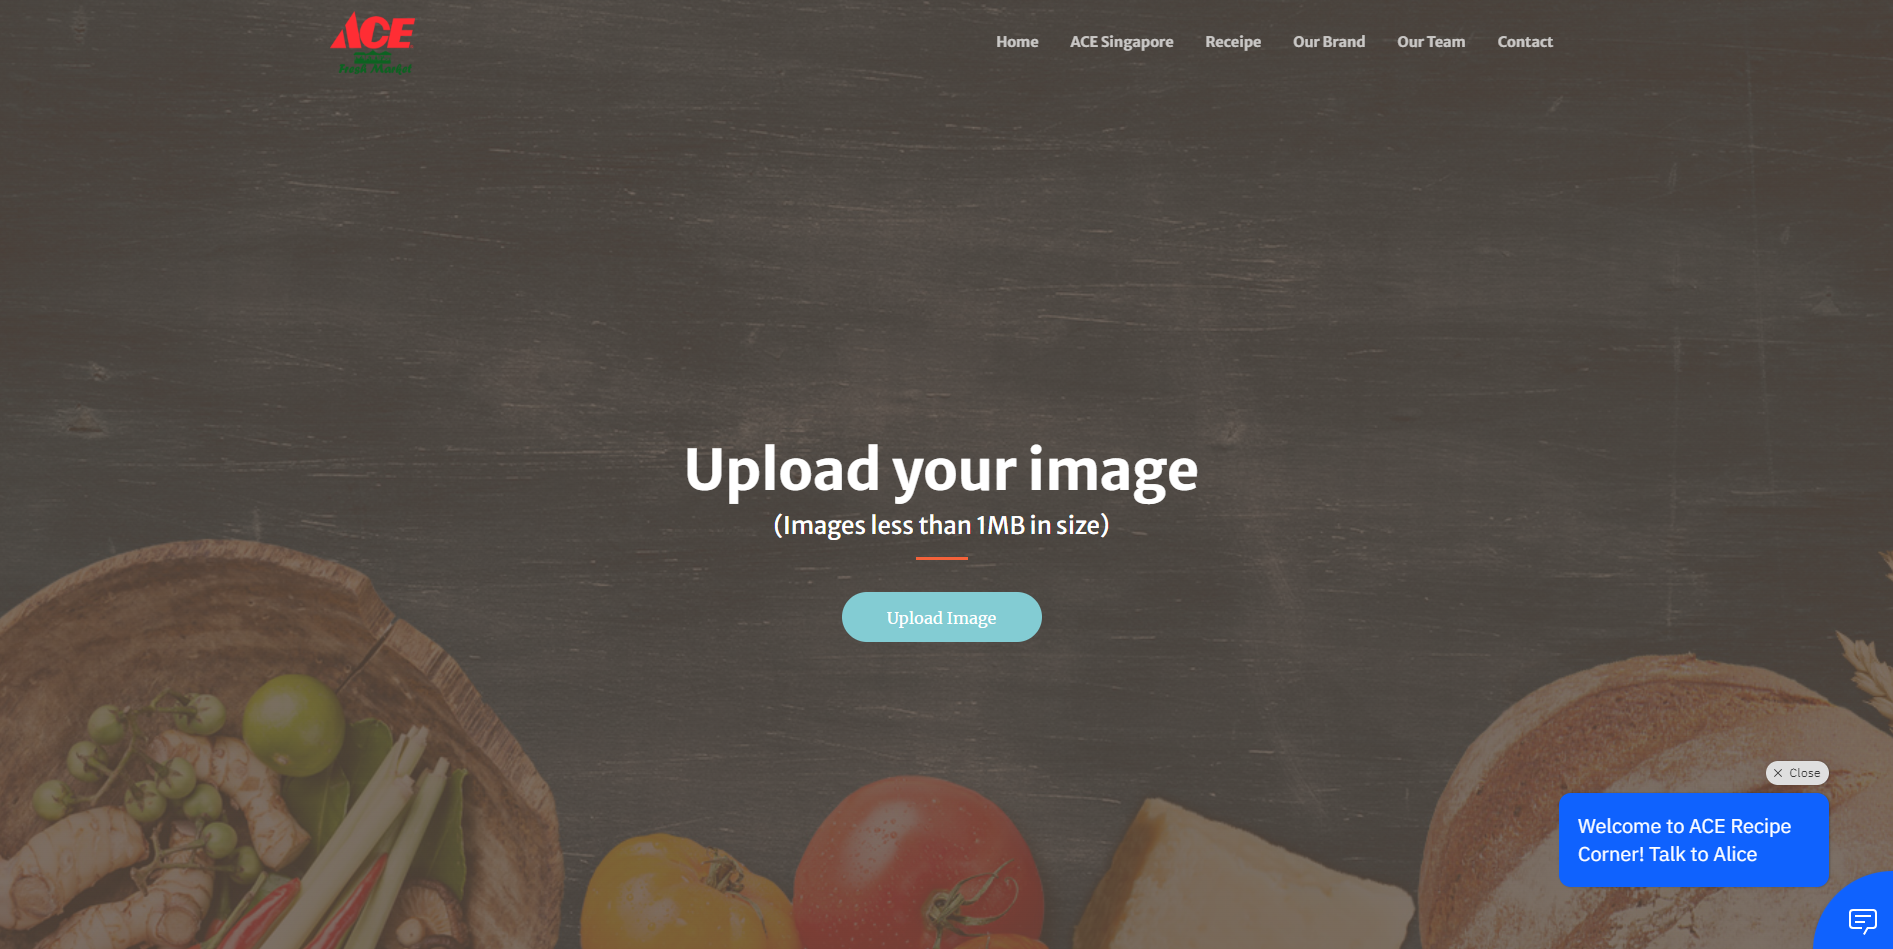 ACE
Home
ACE Singapore
Receipe
Our Brand
Our Team
Contact
Upload your image
(Images less than 1MB in size)
Upload Image
Close
Welcome to ACE Recipe
Corner! Talk to Alice